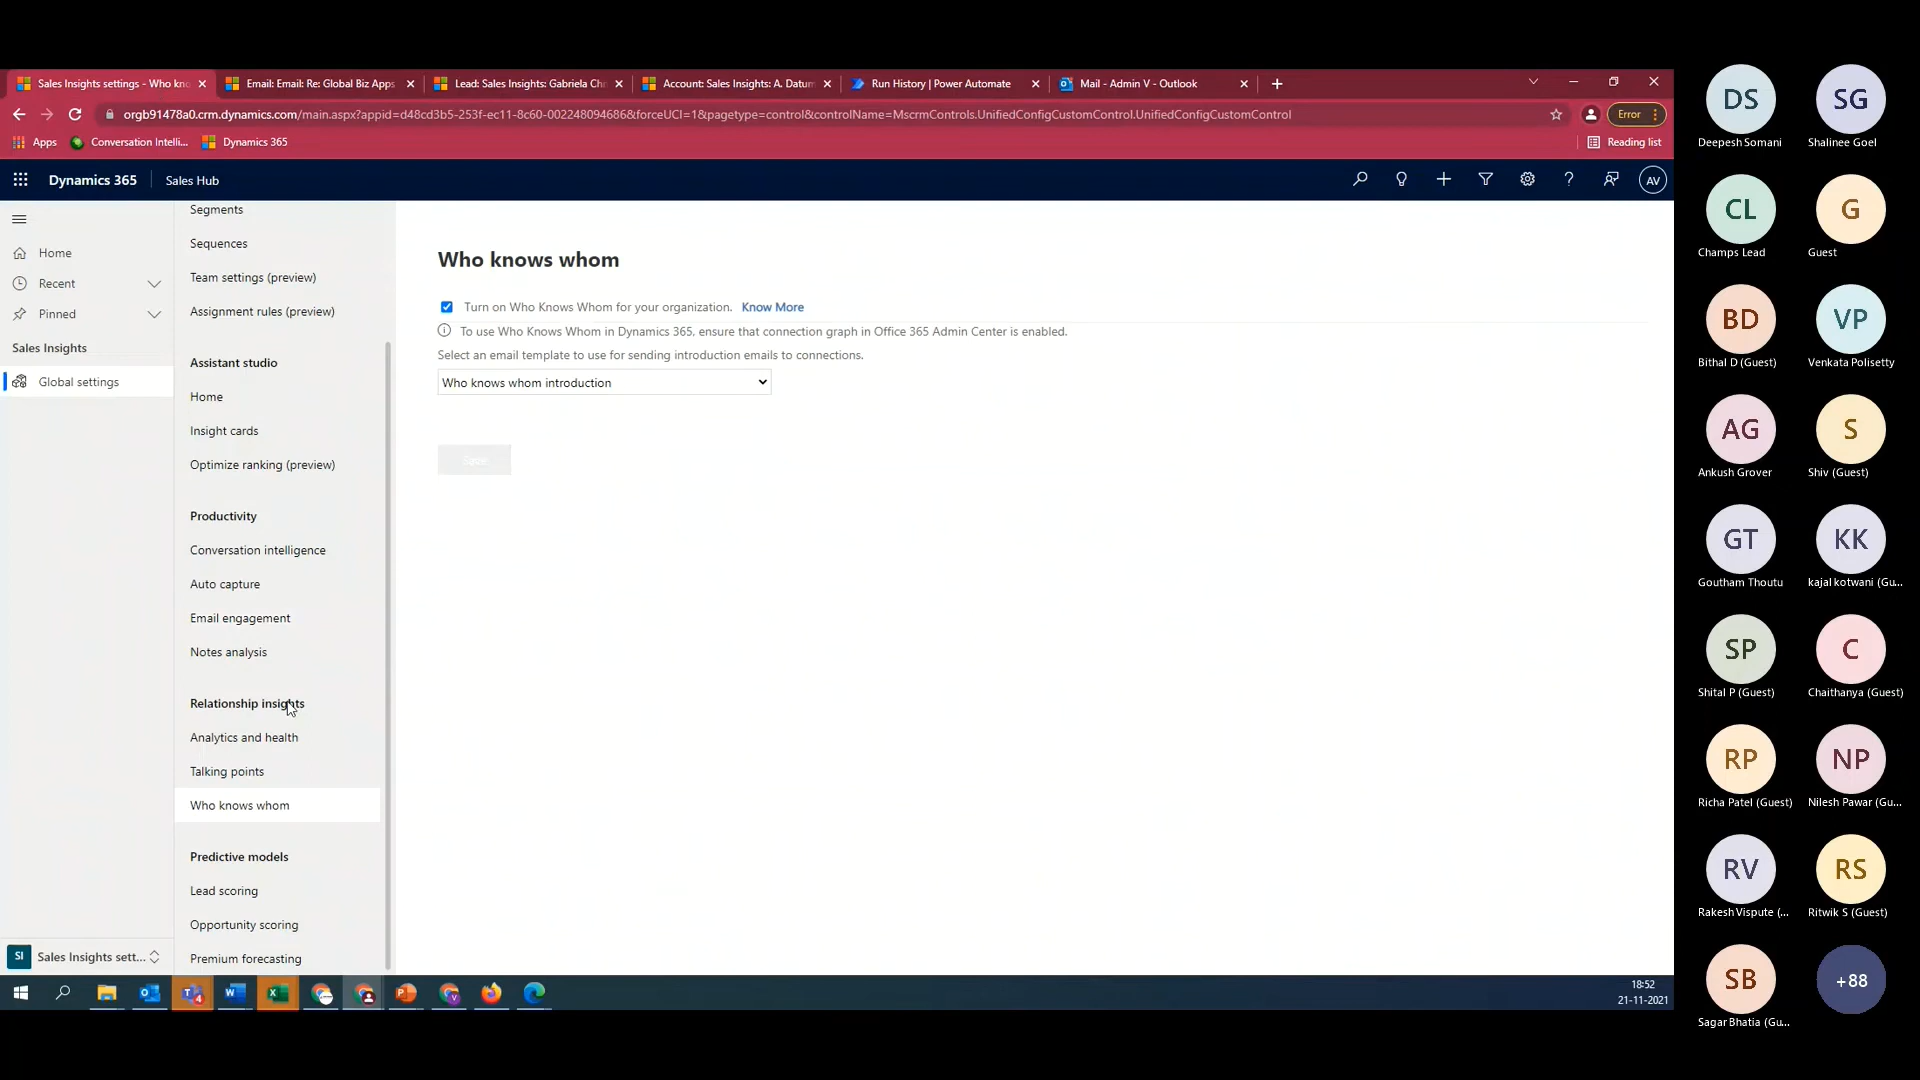 Sales Insights settings - Who kno
Email: Email: Re: Global Biz Apps
Lead: Sales Insights: Gabriela Chr
Account: Sales Insights: A. Datum
Run History | Power Automate
Mail - Admin V - Outlook
orgb91478a0.crm.dynamics.com/main.aspx?appid=d48cd3b5-253f-ec11-8c60-002248094686&forceUCI=1&pagetype=control&controlName=MscrmControls.UnifiedConfigCustomControl.UnifiedConfigCustomControl
Error
Apps
Conversation Intelli...
Dynamics 365
Reading list
Dynamics 365
Sales Hub
AV
Home
Recent
Pinned
Sales Insights
Global settings
SI
Sales Insights sett...
Segments
Sequences
Team settings (preview)
Assignment rules (preview)
Assistant studio
Home
Insight cards
Optimize ranking (preview)
Productivity
Conversation intelligence
Auto capture
Email engagement
Notes analysis
Relationship insights
Analytics and health
Talking points
Who knows whom
Predictive models
Lead scoring
Opportunity scoring
Premium forecasting
Who knows whom
Turn on Who Knows Whom for your organization. Know More
To use Who Knows Whom in Dynamics 365, ensure that connection graph in Office 365 Admin Center is enabled.
Select an email template to use for sending introduction emails to connections.
Who knows whom introduction
Save
4
18:52
21-11-2021
DS
Deepesh Somani
SG
Shalinee Goel
CL
Champs Lead
G
Guest
BD
Bithal D (Guest)
VP
Venkata Polisetty
AG
Ankush Grover
S
Shiv (Guest)
GT
Goutham Thoutu
KK
kajal kotwani (Gu...
SP
Shital P (Guest)
C
Chaithanya (Guest)
RP
Richa Patel (Guest)
NP
Nilesh Pawar (Gu...
RV
Rakesh Vispute (...
RS
Ritwik S (Guest)
SB
Sagar Bhatia (Gu...
+88